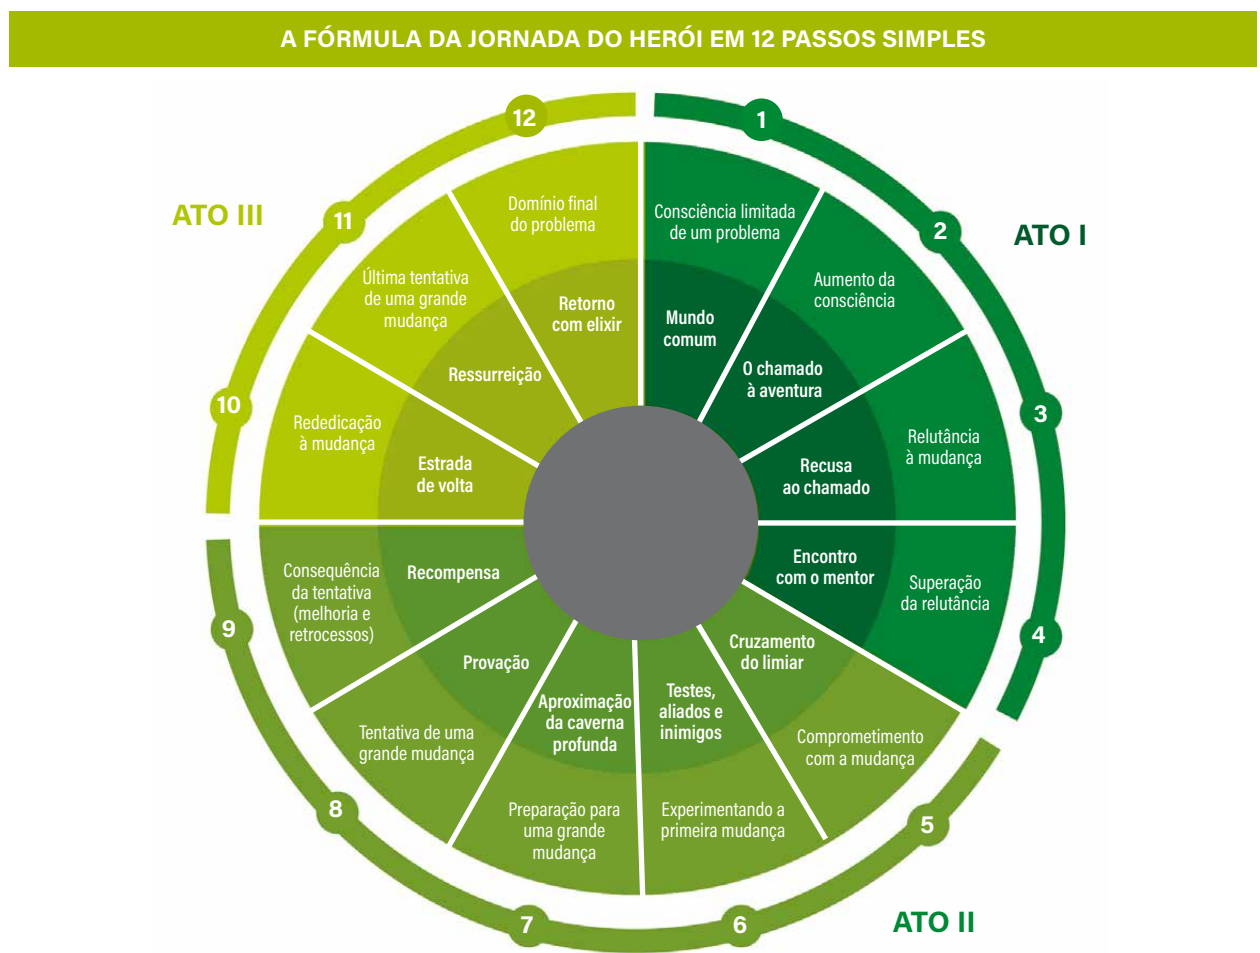 A FÓRMULA DA JORNADA DO HERÓI EM 12 PASSOS SIMPLES
ATO I
1
Consciência limitada
de um problema
Mundo
comum
2
Aumento da
consciência
O chamado
à aventura
3
Relutância
à mudança
Recusa
ao chamado
4
Superação
da relutância
Encontro
com o mentor
ATO II
5
Comprometimento
com a mudança
Cruzamento
do limiar
6
Experimentando a
primeira mudança
Testes,
aliados e
inimigos
7
Preparação para
uma grande
mudança
Aproximação
da caverna
profunda
8
Tentativa de uma
grande mudança
Provação
9
Consequência
da tentativa
(melhoria e
retrocessos)
Recompensa
ATO III
10
Rededicação
à mudança
Estrada
de volta
11
Última tentativa
de uma grande
mudança
Ressurreição
12
Domínio final
do problema
Retorno
com elixir